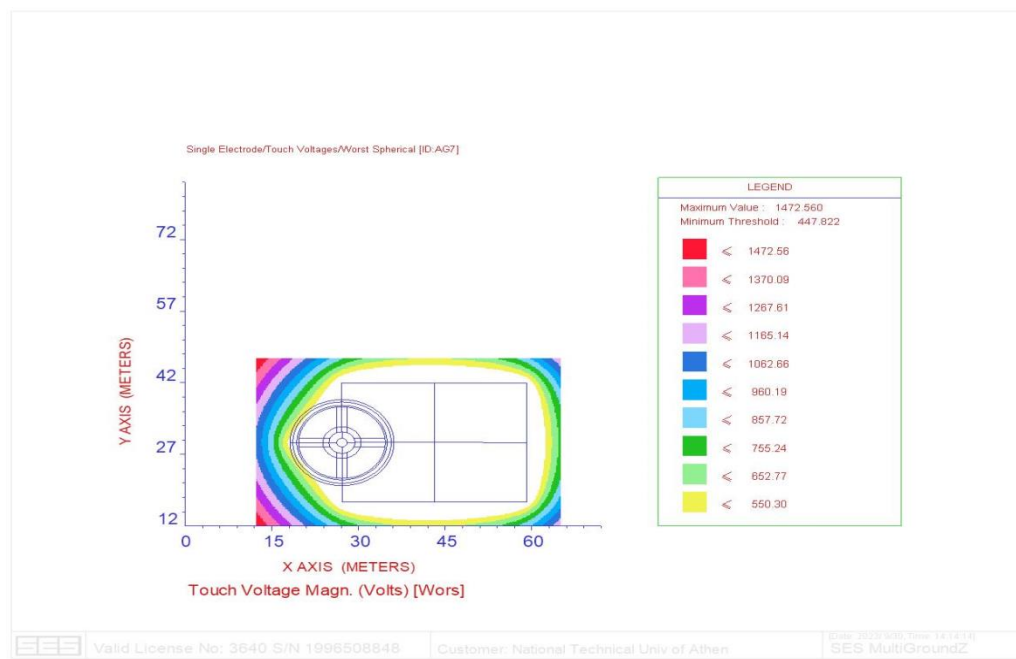 Single Electrode/Touch Voltages/Worst Spherical [ID:AG7]
LEGEND
Maximum Value : 1472.560
Minimum Threshold : 447.822
⩽ 1472.56
⩽ 1370.09
⩽ 1267.61
⩽ 1165.14
⩽ 1062.66
⩽ 960.19
⩽ 857.72
⩽ 755.24
⩽ 652.77
⩽ 550.30
Y AXIS (METERS)
72
57
42
27
12
0 15 30 45 60
X AXIS (METERS)
Touch Voltage Magn. (Volts) [Wors]
SES
Valid License No: 3640 S/N 1996508848
Customer: National Technical Univ of Athen
SES MultiGroundZ